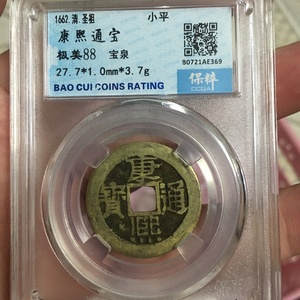 1662.清.圣祖 小平
康熙通宝
极美88 宝泉
27.7*1.0mm*3.7g
BAO CUI COINS RATING
B0721AE369
保粹
CCGA
康熙通寶